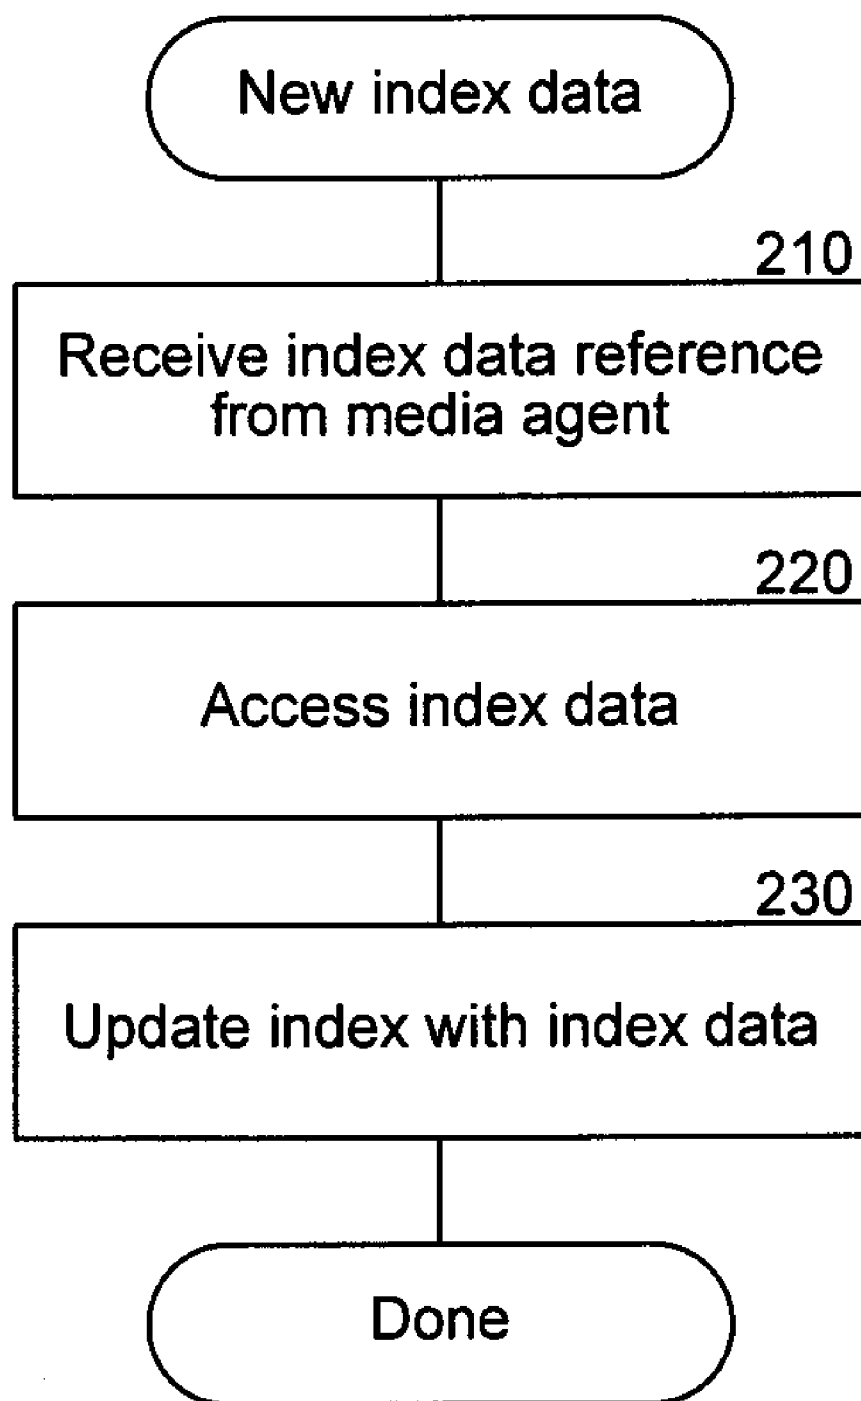 New index data
210
Receive index data reference
from media agent
220
Access index data
230
Update index with index data
Done